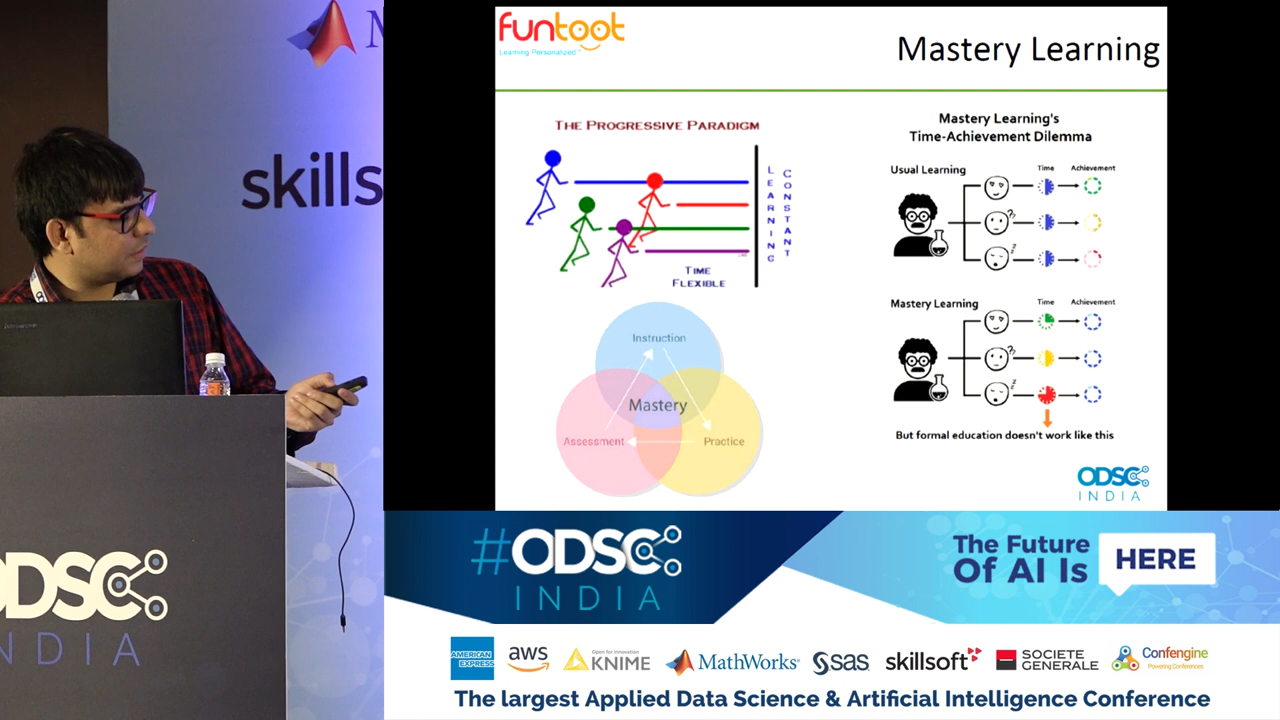 skills
ODSC
NDIA
funtoot
Learning Personalized
Mastery Learning
THE PROGRESSIVE PARADIGM
LEARNING
CONSTANT
TIME
FLEXIBLE
Instruction
Mastery
Assessment
Practice
Mastery Learning's
Time-Achievement Dilemma
Usual Learning
Time
Achievement
??
z
Mastery Learning
Time
Achievement
??
z
But formal education doesn't work like this
ODSC
INDIA
#ODSC
INDIA
The Future
Of AI Is
HERE
AMERICAN
EXPRESS
aws
Open for Innovation
KNIME
MathWorks®
sas
skillsoft
SOCIETE
GENERALE
Confengine
Powering Conferences
The largest Applied Data Science & Artificial Intelligence Conference